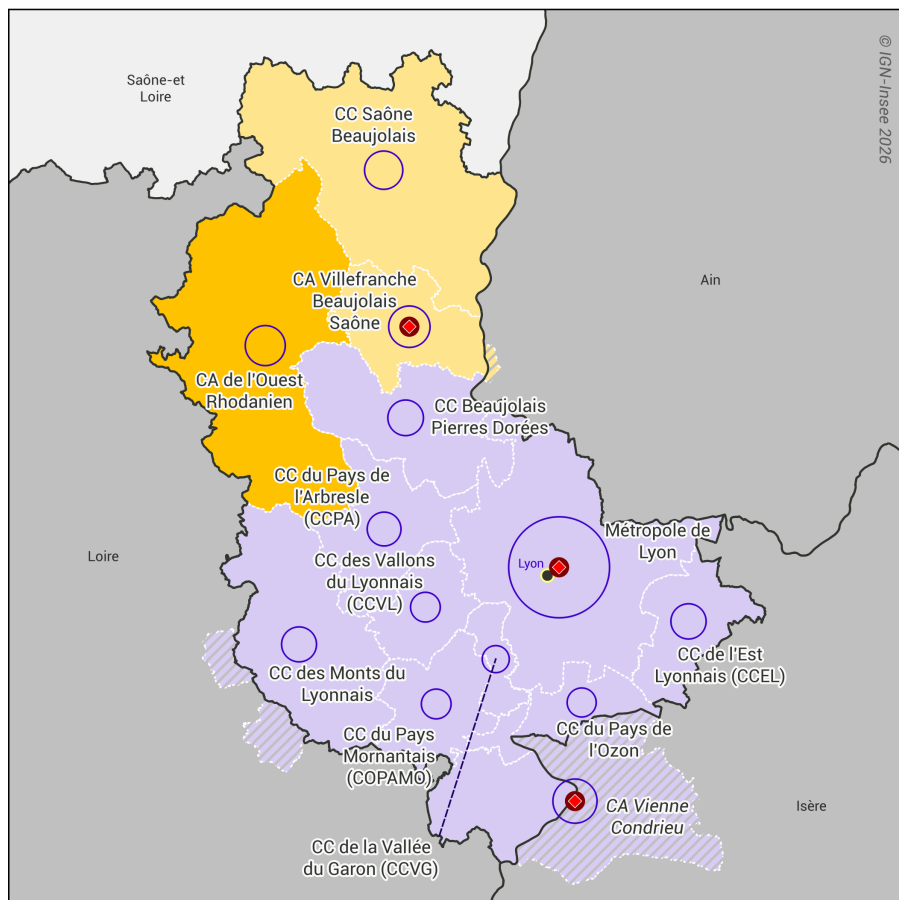 © IGN-Insee 2026
Saône-et
Loire
CC Saône
Beaujolais
Ain
CA Villefranche
Beaujolais
Saône
CA de l'Ouest
Rhodanien
CC Beaujolais
Pierres Dorées
CC du Pays de
l'Arbresle
(CCPA)
Métropole de
Lyon
Lyon
Loire
CC des Vallons
du Lyonnais
(CCVL)
CC de l'Est
Lyonnais (CCEL)
CC des Monts du
Lyonnais
CC du Pays
Mornantais
(COPAMO)
CC du Pays de
l'Ozon
CA Vienne
Condrieu
Isère
CC de la Vallée
du Garon (CCVG)